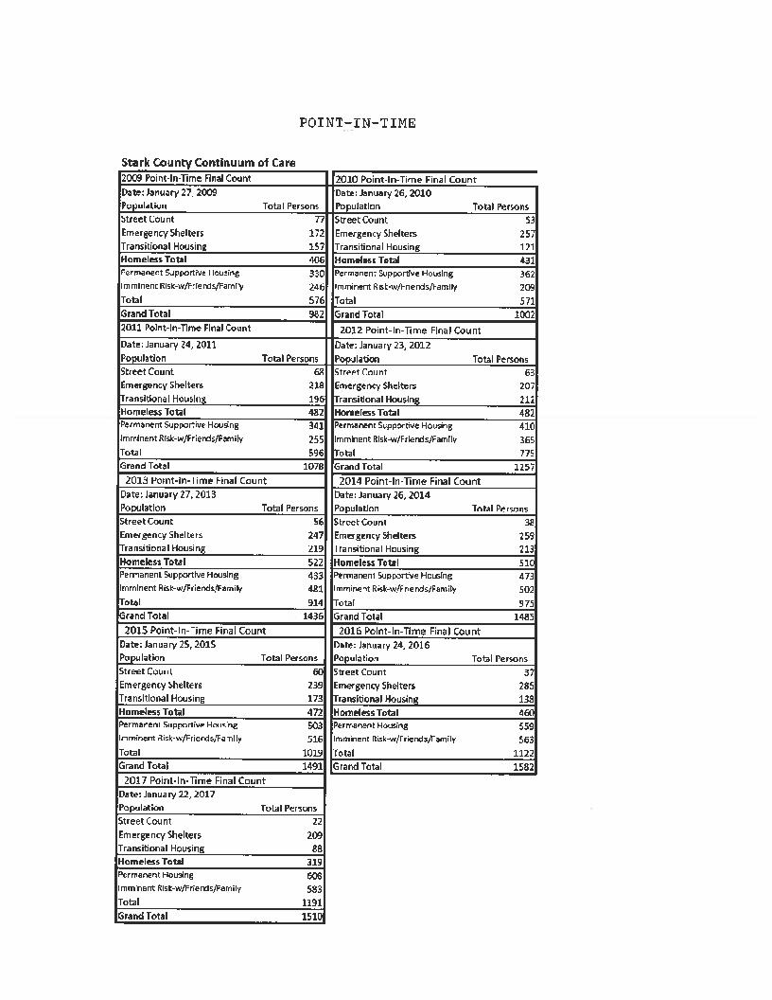 POINT-IN-TIME
Stark County Continuum of Care
2009 Point-In-Time Final Count
Date: January 27, 2009
Population Total Persons
Street Count 77
Emergency Shelters 172
Transitional Housing 157
Homeless Total 406
Permanent Supportive Housing 330
Imminent Risk-w/Friends/Family 246
Total 576
Grand Total 982
2010 Point-In-Time Final Count
Date: January 26, 2010
Population Total Persons
Street Count 53
Emergency Shelters 257
Transitional Housing 121
Homeless Total 431
Permanent Supportive Housing 362
Imminent Risk-w/Friends/Family 209
Total 571
Grand Total 1002
2011 Point-In-Time Final Count
Date: January 24, 2011
Population Total Persons
Street Count 68
Emergency Shelters 218
Transitional Housing 196
Homeless Total 482
Permanent Supportive Housing 341
Imminent Risk-w/Friends/Family 255
Total 596
Grand Total 1078
2012 Point-In-Time Final Count
Date: January 23, 2012
Population Total Persons
Street Count 63
Emergency Shelters 207
Transitional Housing 212
Homeless Total 482
Permanent Supportive Housing 410
Imminent Risk-w/Friends/Family 365
Total 775
Grand Total 1257
2013 Point-In-Time Final Count
Date: January 27, 2013
Population Total Persons
Street Count 56
Emergency Shelters 247
Transitional Housing 219
Homeless Total 522
Permanent Supportive Housing 433
Imminent Risk-w/Friends/Family 481
Total 914
Grand Total 1436
2014 Point-In-Time Final Count
Date: January 26, 2014
Population Total Persons
Street Count 38
Emergency Shelters 259
Transitional Housing 213
Homeless Total 510
Permanent Supportive Housing 473
Imminent Risk-w/Friends/Family 502
Total 975
Grand Total 1485
2015 Point-In-Time Final Count
Date: January 25, 2015
Population Total Persons
Street Count 60
Emergency Shelters 239
Transitional Housing 173
Homeless Total 472
Permanent Supportive Housing 503
Imminent Risk-w/Friends/Family 516
Total 1019
Grand Total 1491
2016 Point-In-Time Final Count
Date: January 24, 2016
Population Total Persons
Street Count 37
Emergency Shelters 285
Transitional Housing 138
Homeless Total 460
Permanent Housing 559
Imminent Risk-w/Friends/Family 563
Total 1122
Grand Total 1582
2017 Point-In-Time Final Count
Date: January 22, 2017
Population Total Persons
Street Count 22
Emergency Shelters 209
Transitional Housing 88
Homeless Total 319
Permanent Housing 608
Imminent Risk-w/Friends/Family 583
Total 1191
Grand Total 1510